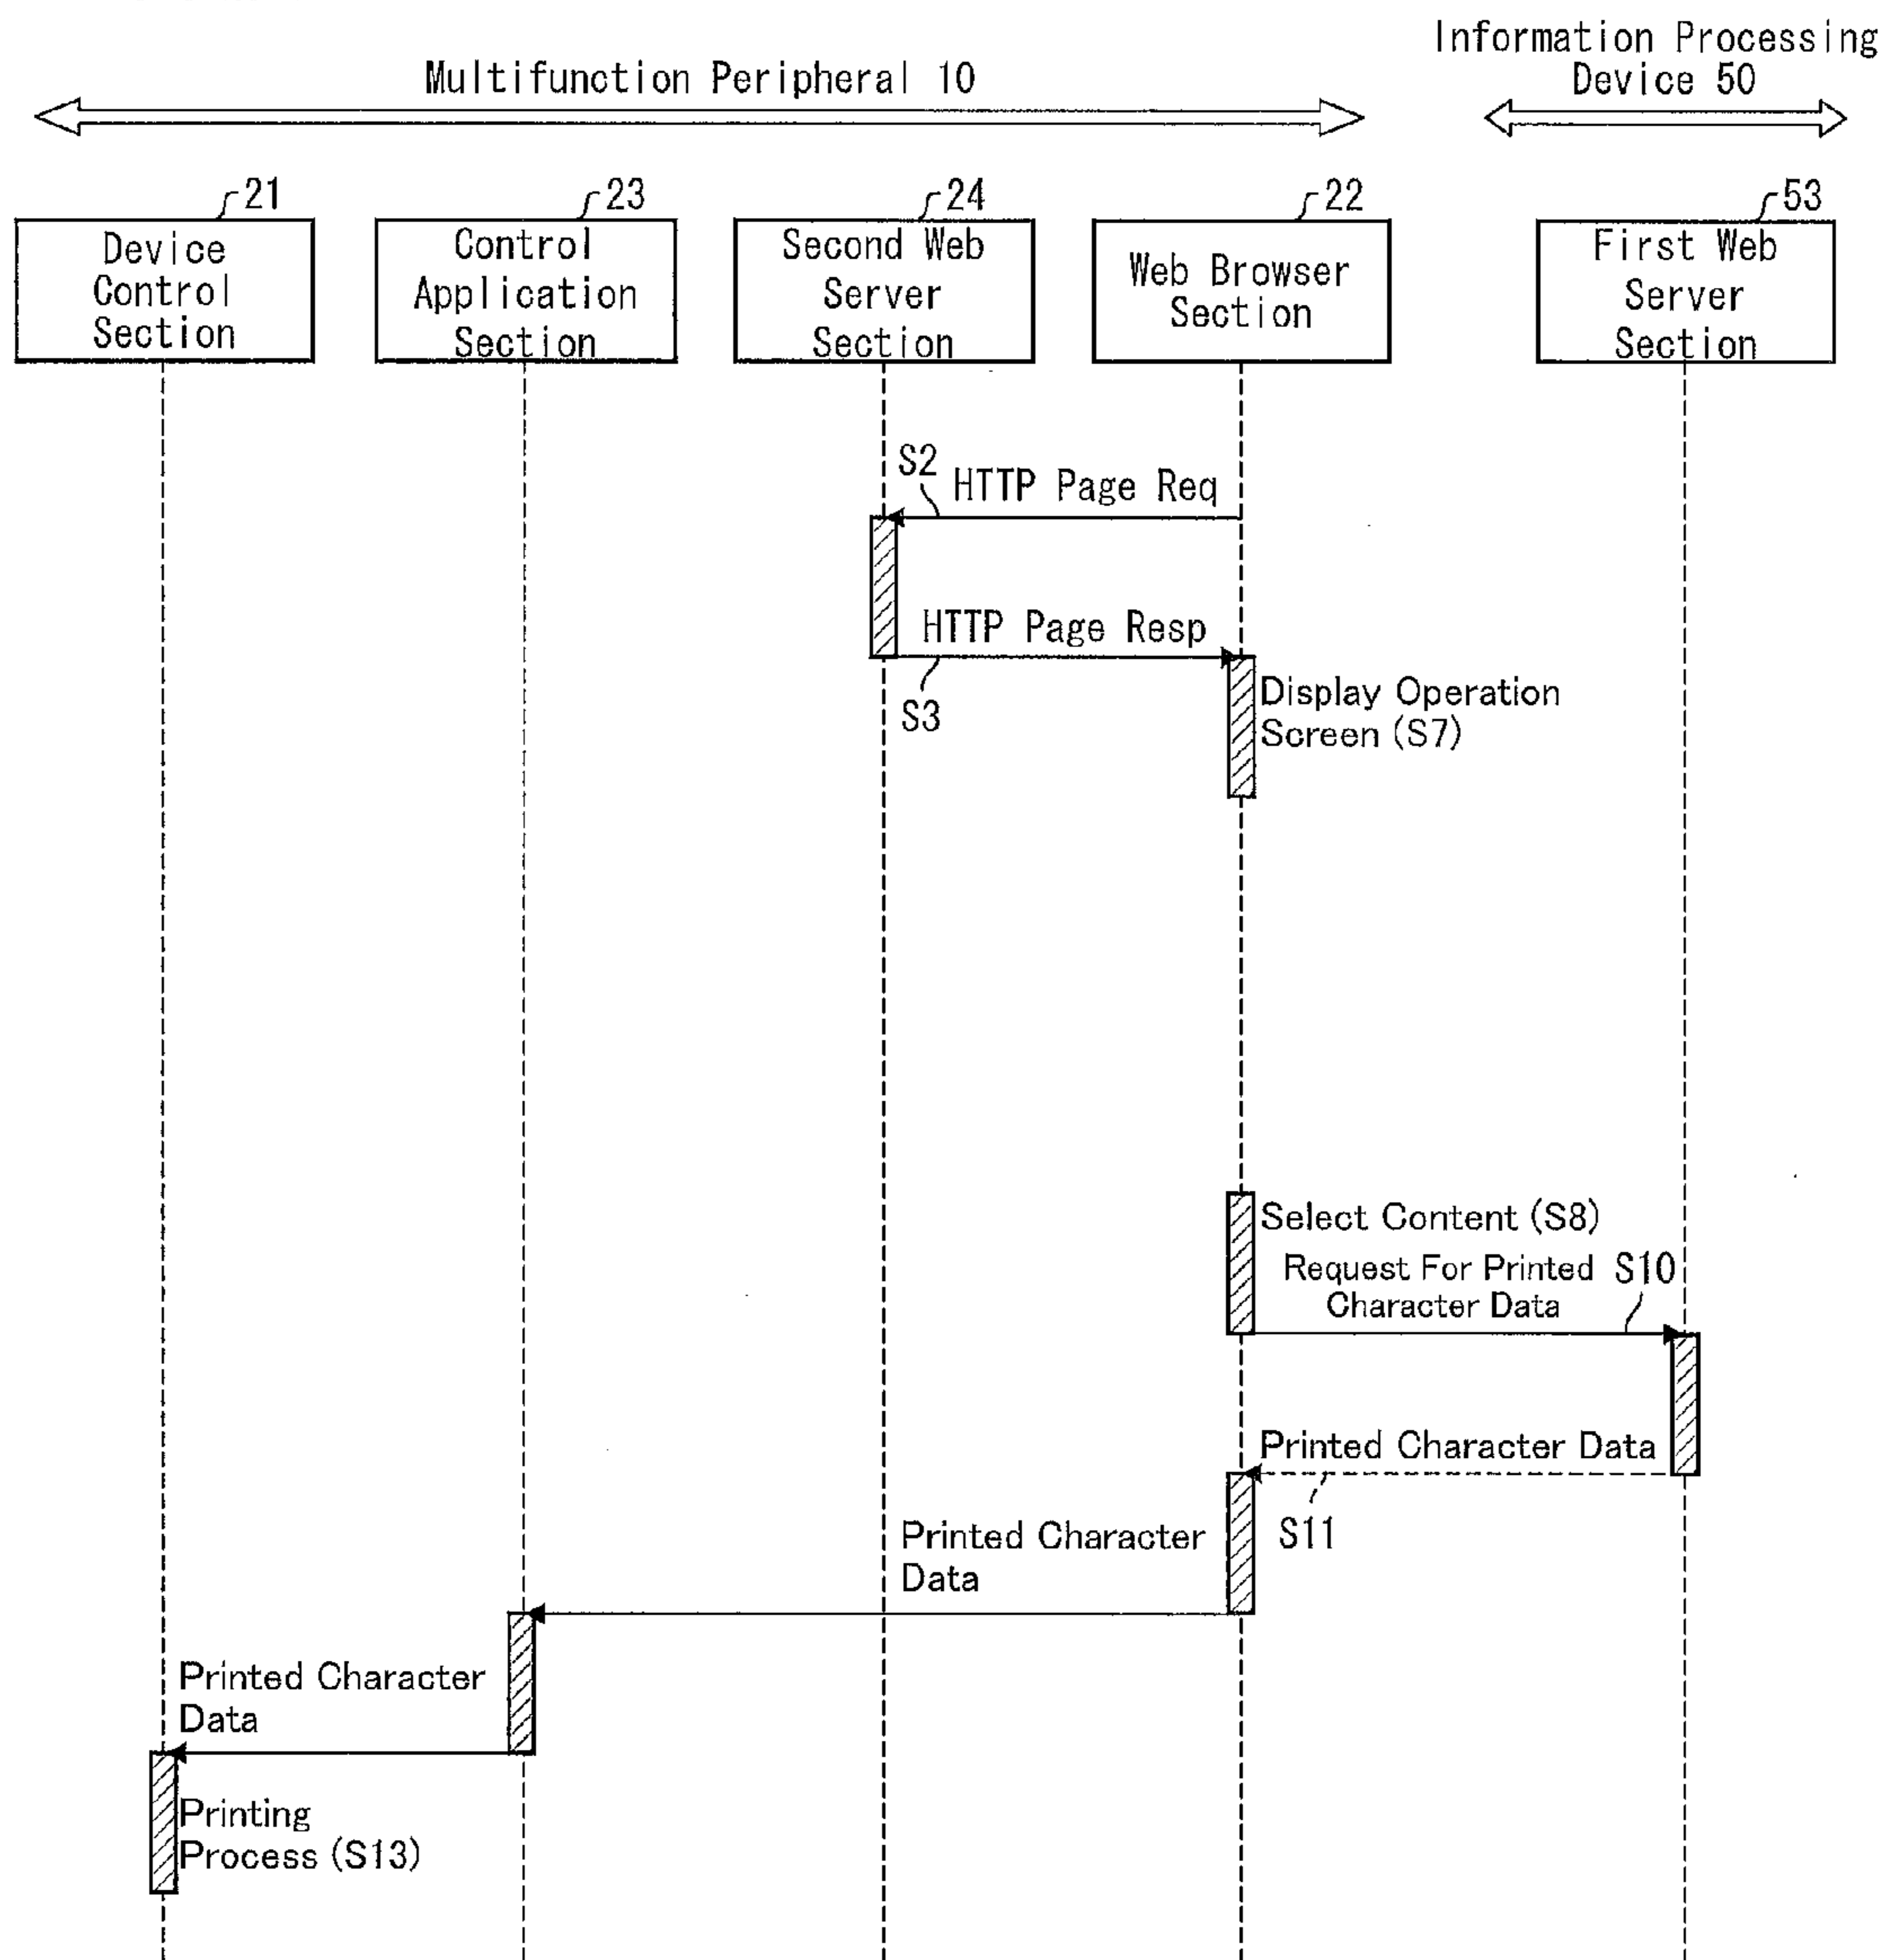 Information Processing
Device 50
Multifunction Peripheral 10
21
23
24
22
53
Device
Control
Section
Control
Application
Section
Second Web
Server
Section
Web Browser
Section
First Web
Server
Section
S2
HTTP Page Req
HTTP Page Resp
S3
Display Operation
Screen (S7)
Select Content (S8)
Request For Printed
Character Data
S10
Printed Character Data
S11
Printed Character
Data
Printed Character
Data
Printing
Process (S13)